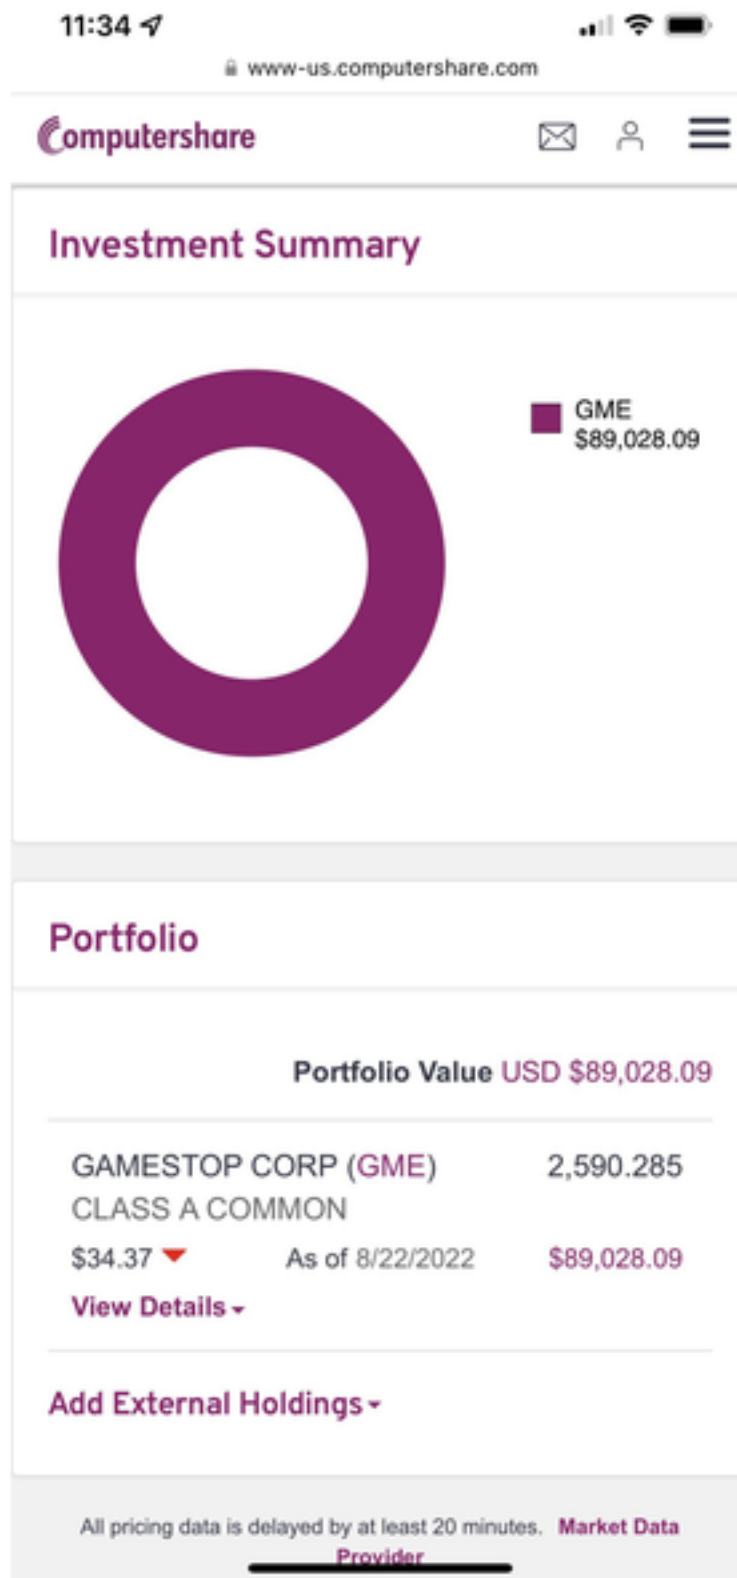 11:34
www-us.computershare.com
Computershare
Investment Summary
GME
$89,028.09
Portfolio
Portfolio Value USD $89,028.09
GAMESTOP CORP (GME) 2,590.285
CLASS A COMMON
$34.37 As of 8/22/2022 $89,028.09
View Details
Add External Holdings
All pricing data is delayed by at least 20 minutes. Market Data
Provider